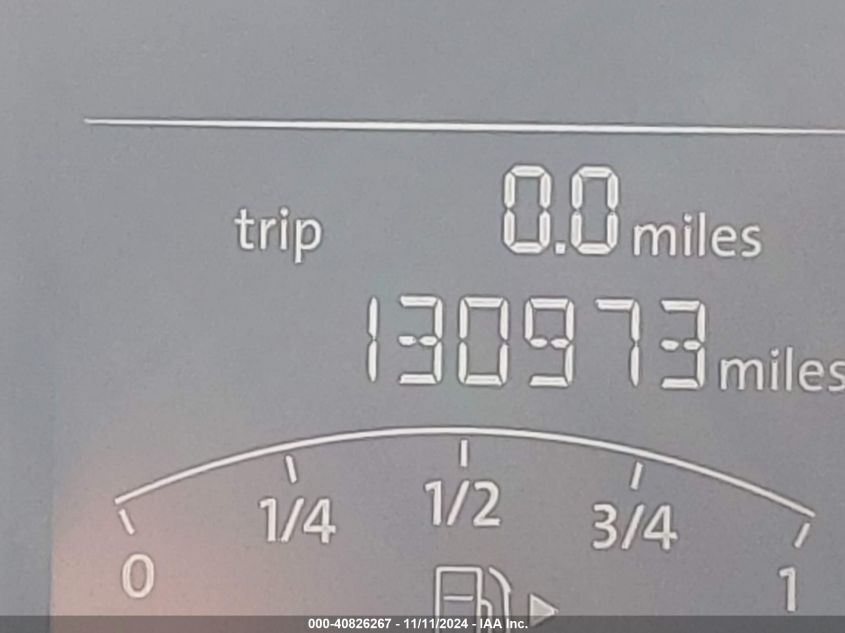 trip 0.0 miles
130973 miles
0 1/4 1/2 3/4 1
000-40826267 - 11/11/2024 - IAA Inc.